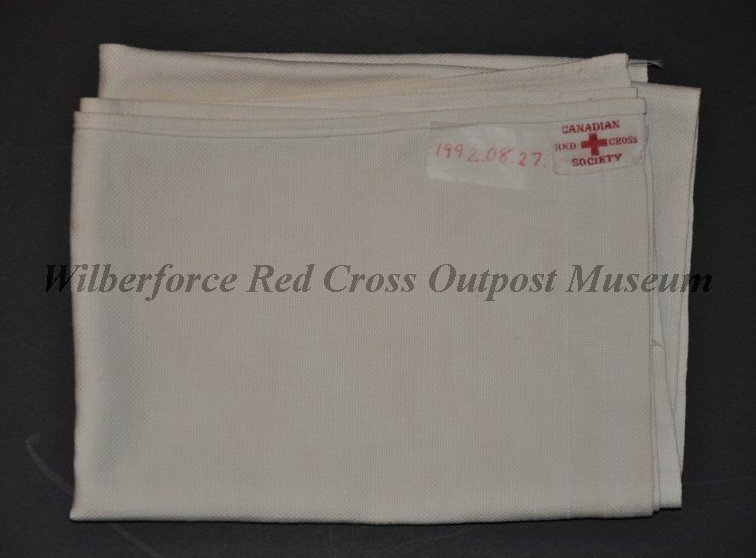 CANADIAN
RED CROSS
SOCIETY
1992.08.27.
Wilberforce Red Cross Outpost Museum